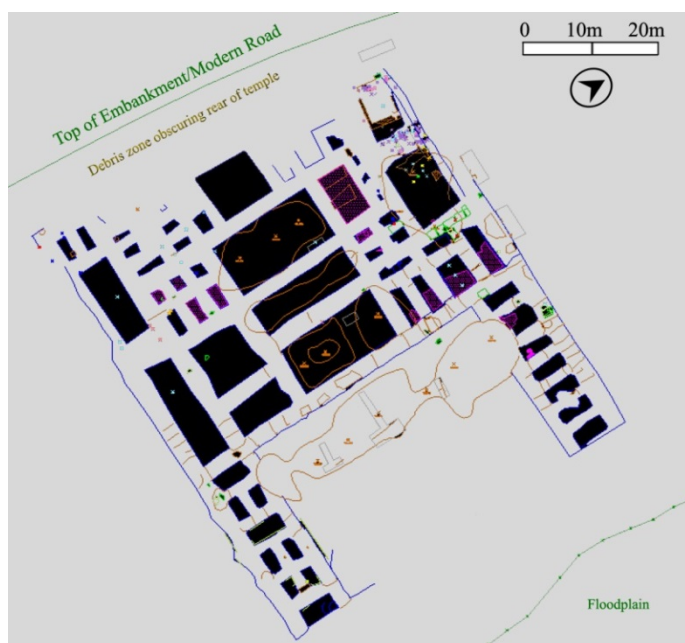 0 10m 20m
Top of Embankment/Modern Road
Debris zone obscuring rear of temple
Floodplain